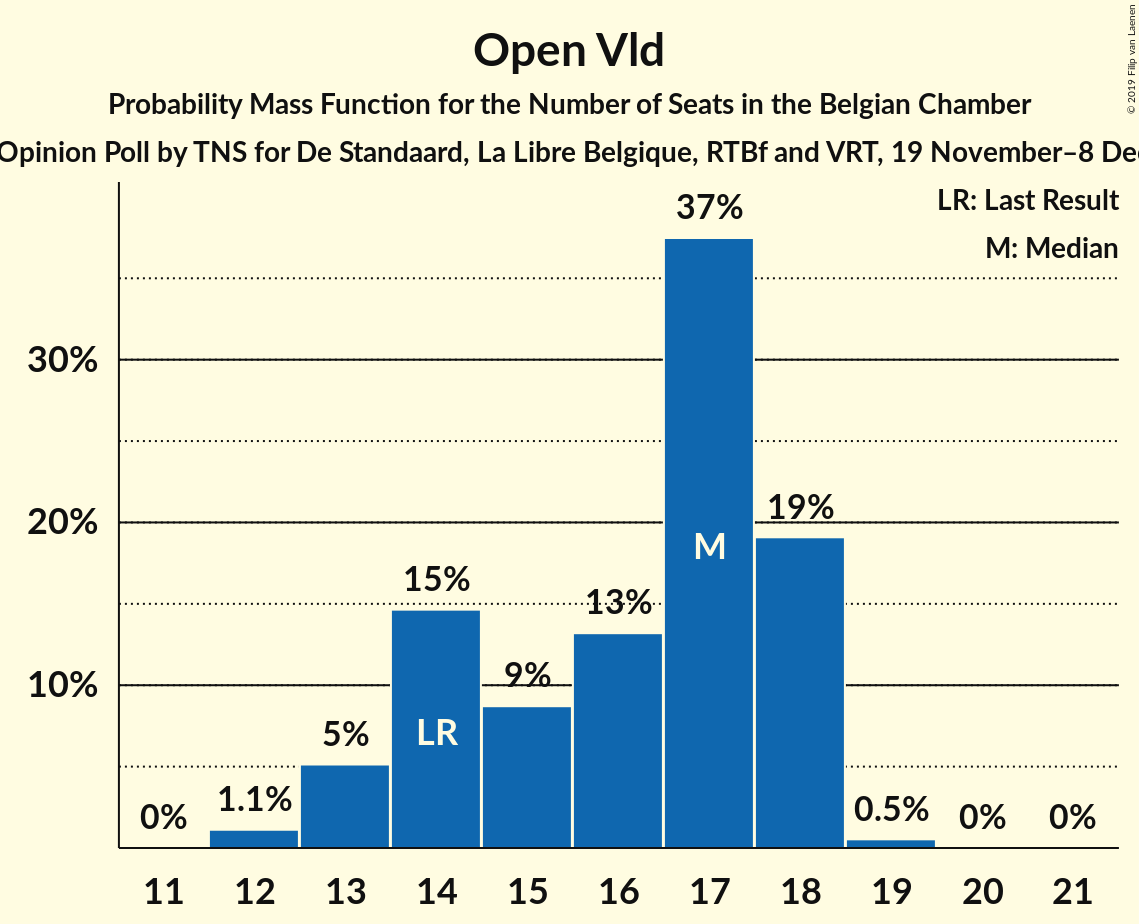 © 2019 Filip van Laenen
Open Vld
Probability Mass Function for the Number of Seats in the Belgian Chamber
Opinion Poll by TNS for De Standaard, La Libre Belgique, RTBf and VRT, 19 November–8 De
LR: Last Result
M: Median
37%
30%
20%
19%
M
15%
13%
10%
9%
LR
5%
1.1%
0.5%
0%
0%
0%
11 12 13 14 15 16 17 18 19 20 21